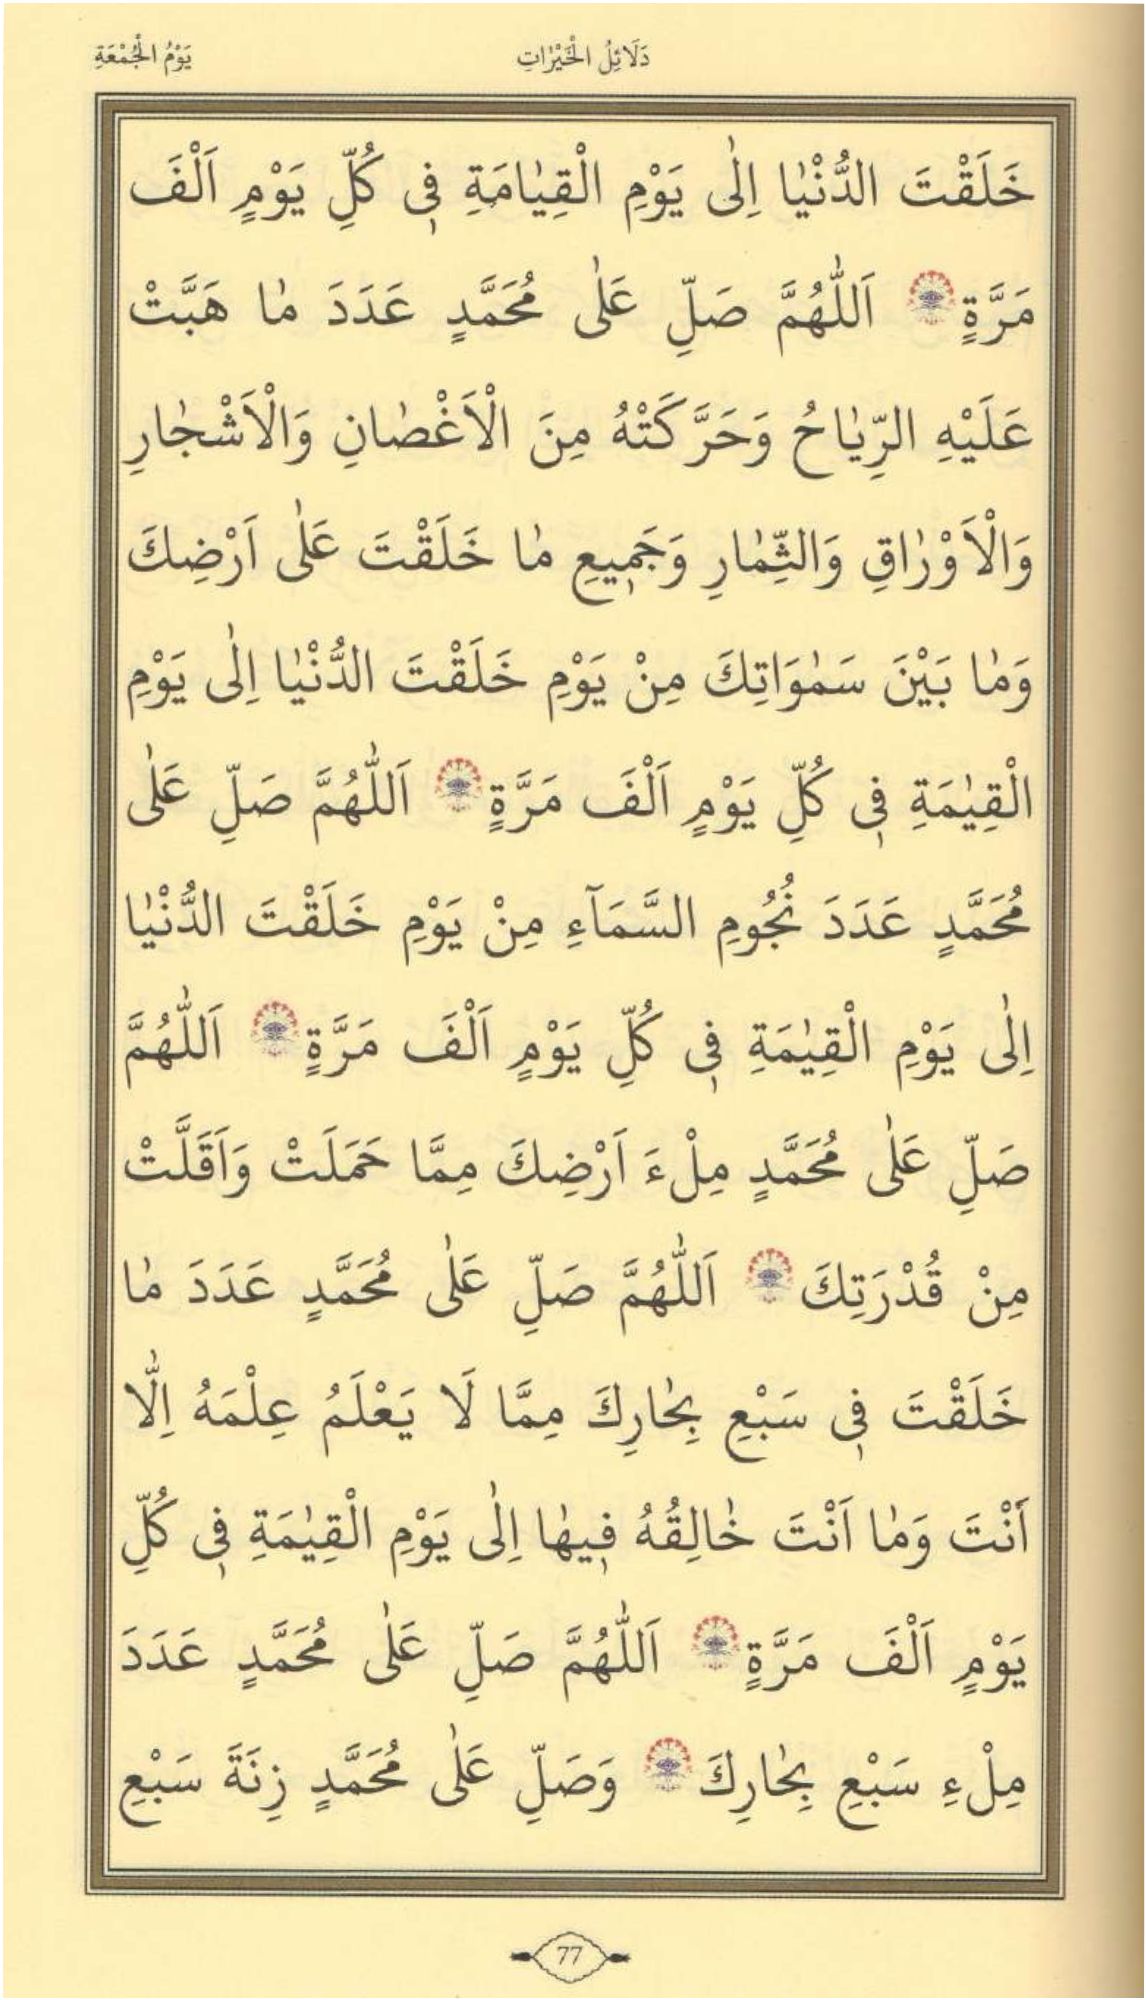 دَلَائِلُ الْخَيْرٰاتِ
يَوْمُ الْجُمْعَةِ
خَلَقْتَ الدُّنْيٰا اِلٰى يَوْمِ الْقِيٰامَةِ فٖى كُلِّ يَوْمٍ اَلْفَ
مَرَّةٍ ۞ اَللّٰهُمَّ صَلِّ عَلٰى مُحَمَّدٍ عَدَدَ مٰا هَبَّتْ
عَلَيْهِ الرِّيٰاحُ وَحَرَّكَتْهُ مِنَ الْاَغْصٰانِ وَالْاَشْجٰارِ
وَالْاَوْرٰاقِ وَالثِّمٰارِ وَجَمٖيعِ مٰا خَلَقْتَ عَلٰى اَرْضِكَ
وَمٰا بَيْنَ سَمٰوَاتِكَ مِنْ يَوْمِ خَلَقْتَ الدُّنْيٰا اِلٰى يَوْمِ
الْقِيٰمَةِ فٖى كُلِّ يَوْمٍ اَلْفَ مَرَّةٍ ۞ اَللّٰهُمَّ صَلِّ عَلٰى
مُحَمَّدٍ عَدَدَ نُجُومِ السَّمَآءِ مِنْ يَوْمِ خَلَقْتَ الدُّنْيٰا
اِلٰى يَوْمِ الْقِيٰمَةِ فٖى كُلِّ يَوْمٍ اَلْفَ مَرَّةٍ ۞ اَللّٰهُمَّ
صَلِّ عَلٰى مُحَمَّدٍ مِلْءَ اَرْضِكَ مِمَّا حَمَلَتْ وَاَقَلَّتْ
مِنْ قُدْرَتِكَ ۞ اَللّٰهُمَّ صَلِّ عَلٰى مُحَمَّدٍ عَدَدَ مٰا
خَلَقْتَ فٖى سَبْعِ بِحٰارِكَ مِمَّا لَا يَعْلَمُ عِلْمَهُ اِلّٰا
أَنْتَ وَمٰا اَنْتَ خٰالِقُهُ فٖيهٰا اِلٰى يَوْمِ الْقِيٰمَةِ فٖى كُلِّ
يَوْمٍ اَلْفَ مَرَّةٍ ۞ اَللّٰهُمَّ صَلِّ عَلٰى مُحَمَّدٍ عَدَدَ
مِلْءِ سَبْعِ بِحٰارِكَ ۞ وَصَلِّ عَلٰى مُحَمَّدٍ زِنَةَ سَبْعِ
77